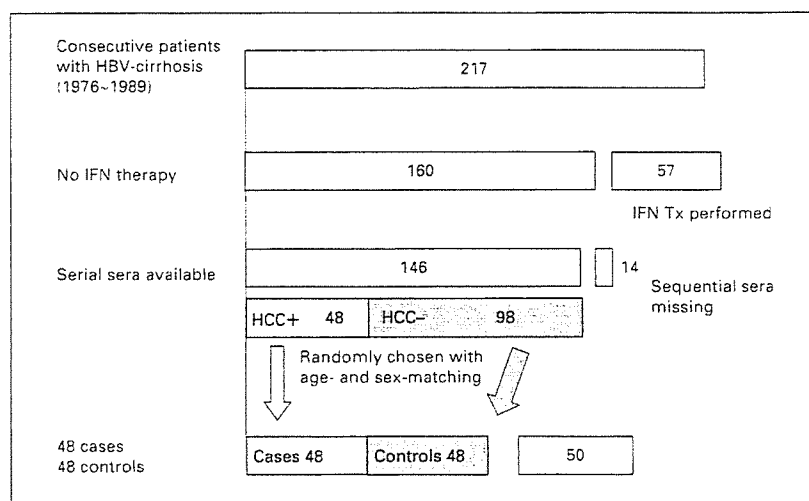 Consecutive patients
with HBV-cirrhosis
(1976~1989)
217
No IFN therapy
160
57
IFN Tx performed
Serial sera available
146
14
Sequential sera
missing
HCC+ 48
HCC– 98
Randomly chosen with
age- and sex-matching
48 cases
48 controls
Cases 48
Controls 48
50